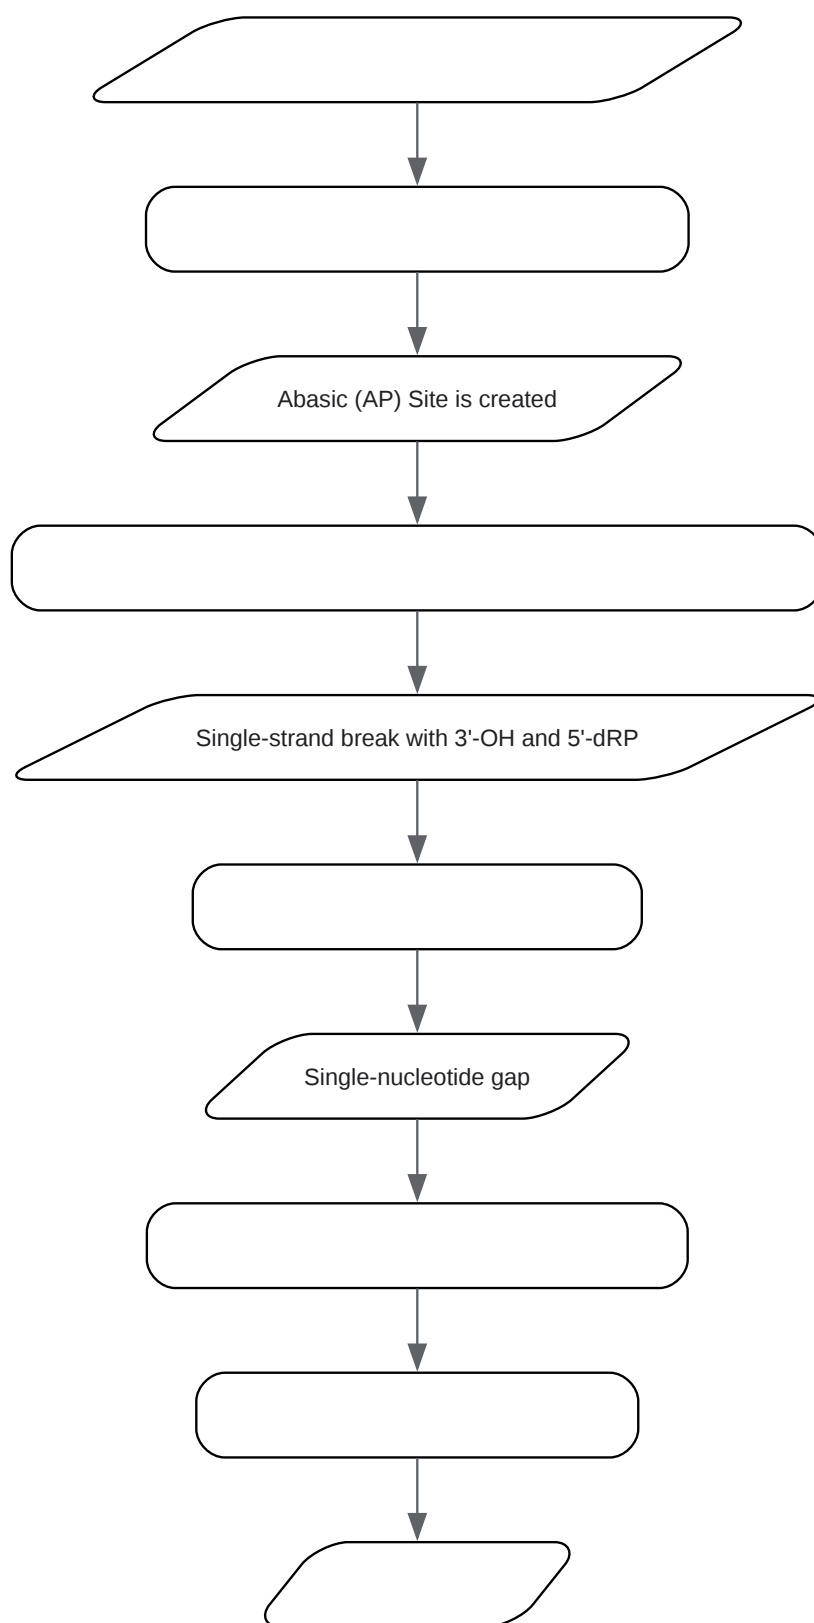 Abasic (AP) Site is created
Single-strand break with 3'-OH and 5'-dRP
Single-nucleotide gap